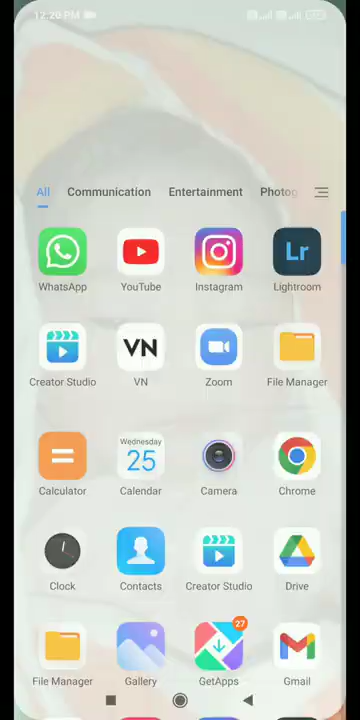 12:20 PM
All Communication Entertainment Photog
Lr
WhatsApp YouTube Instagram Lightroom
VN
Creator Studio VN Zoom File Manager
Wednesday
25
Calculator Calendar Camera Chrome
Clock Contacts Creator Studio Drive
27
File Manager Gallery GetApps Gmail